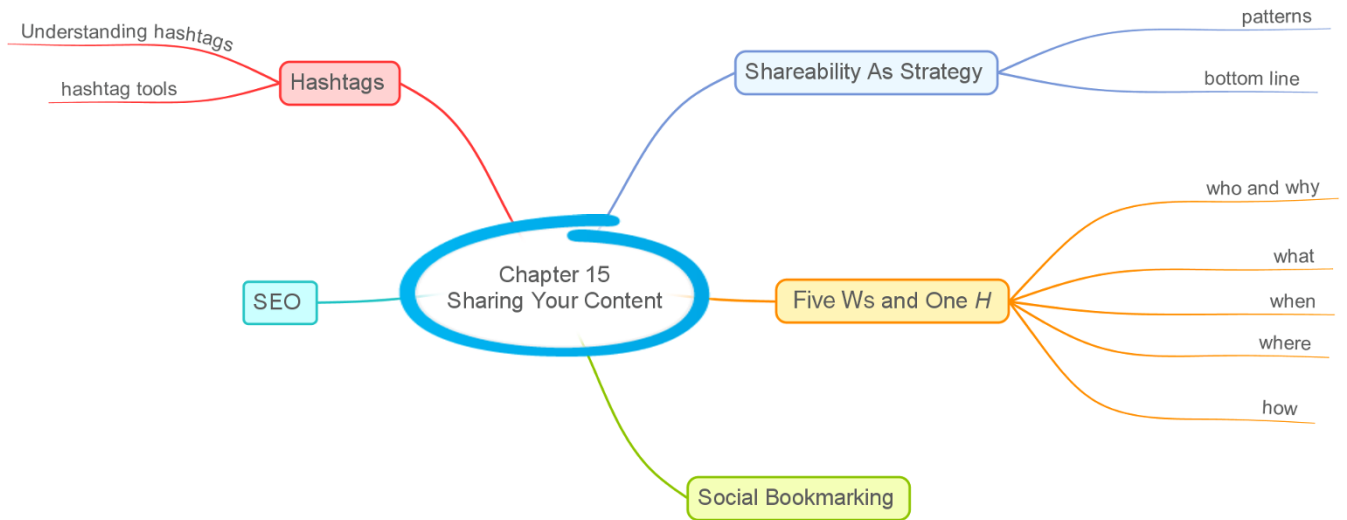 Understanding hashtags
hashtag tools
Hashtags
Shareability As Strategy
patterns
bottom line
SEO
Chapter 15
Sharing Your Content
Five Ws and One H
who and why
what
when
where
how
Social Bookmarking